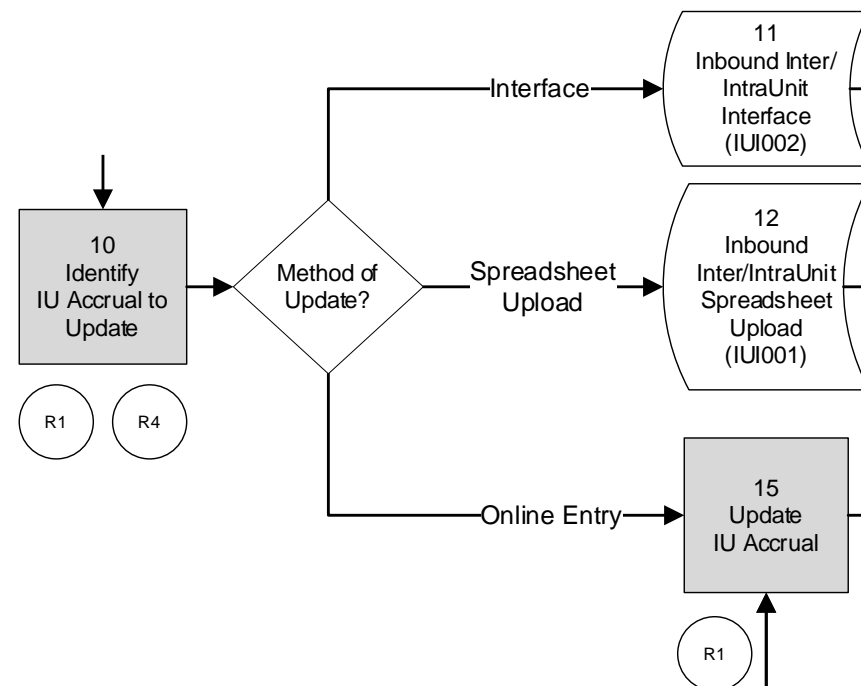 11
Inbound Inter/
IntraUnit
Interface
(IUI002)
Interface
10
Identify
IU Accrual to
Update
Method of
Update?
Spreadsheet
Upload
12
Inbound
Inter/IntraUnit
Spreadsheet
Upload
(IUI001)
R1
R4
Online Entry
15
Update
IU Accrual
R1